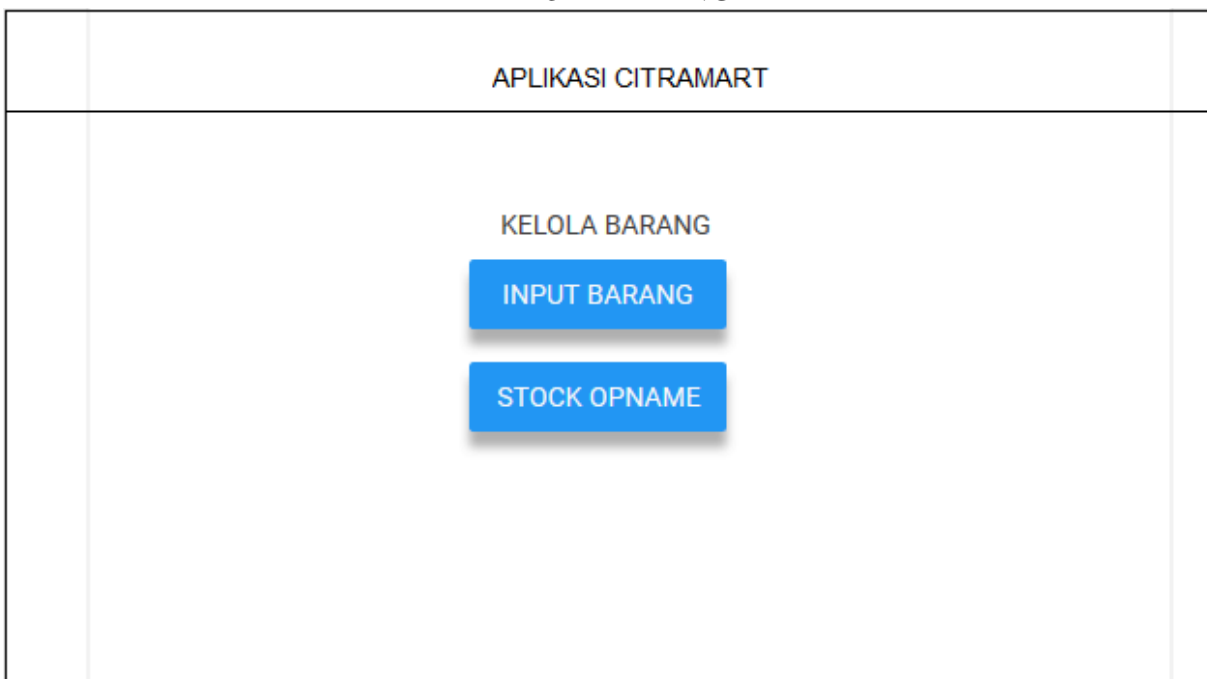 APLIKASI CITRAMART
KELOLA BARANG
INPUT BARANG
STOCK OPNAME